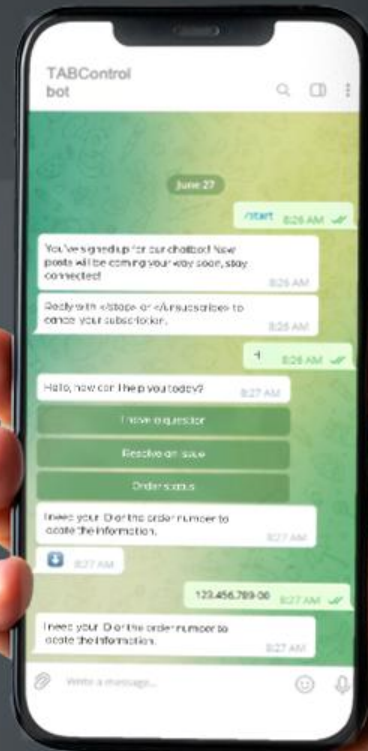 TABControl
bot
June 27
/start 8:26 AM
You've signed up for our chatbot! New
posts will be coming your way soon, stay
connected!
8:26 AM
Reply with </stop> or </unsubscribe> to
cancel your subscription.
8:26 AM
8:26 AM
Hello, how can I help you today?
8:27 AM
I have a question
Resolve an issue
Order status
I need your ID or the order number to
locate the information.
8:27 AM
8:27 AM
123.456.789-00 8:27 AM
I need your ID or the order number to
locate the information.
8:27 AM
Write a message...